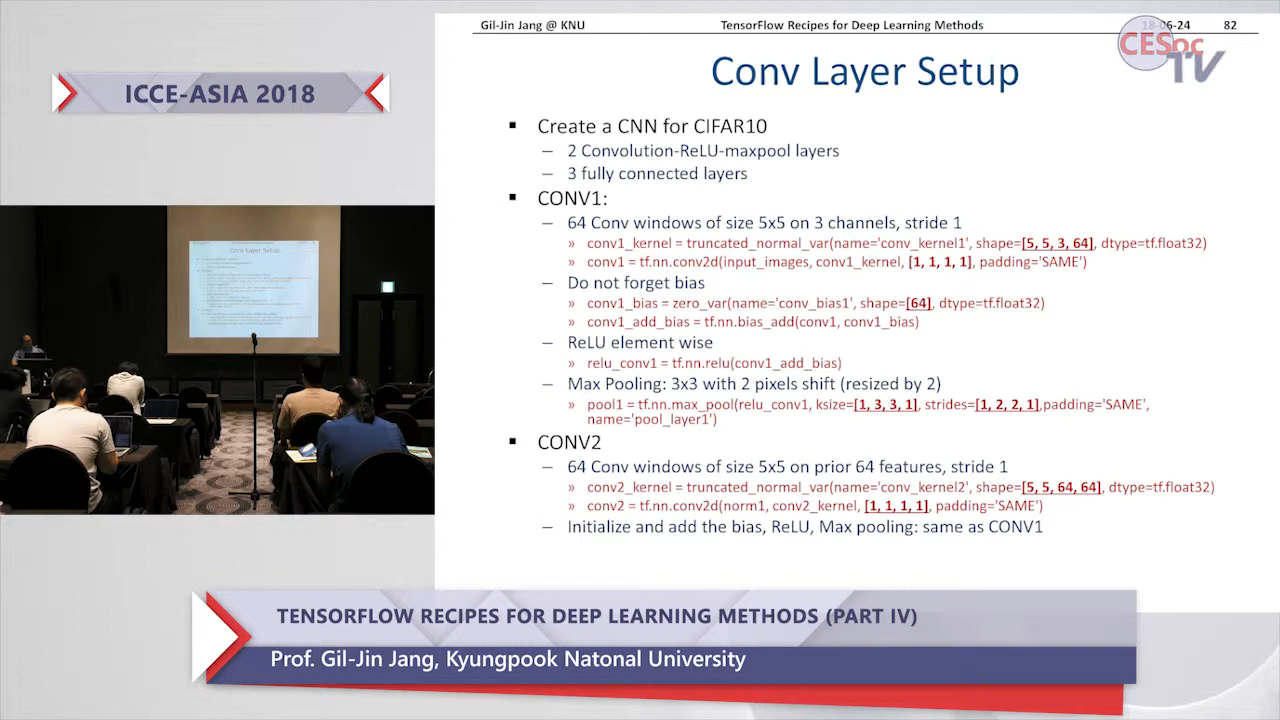 Gil-Jin Jang @ KNU
TensorFlow Recipes for Deep Learning Methods
18-06-24
82
CESoc
TV
Conv Layer Setup
ICCE-ASIA 2018
▪ Create a CNN for CIFAR10
– 2 Convolution-ReLU-maxpool layers
– 3 fully connected layers
▪ CONV1:
– 64 Conv windows of size 5x5 on 3 channels, stride 1
» conv1_kernel = truncated_normal_var(name='conv_kernel1', shape=[5, 5, 3, 64], dtype=tf.float32)
» conv1 = tf.nn.conv2d(input_images, conv1_kernel, [1, 1, 1, 1], padding='SAME')
– Do not forget bias
» conv1_bias = zero_var(name='conv_bias1', shape=[64], dtype=tf.float32)
» conv1_add_bias = tf.nn.bias_add(conv1, conv1_bias)
– ReLU element wise
» relu_conv1 = tf.nn.relu(conv1_add_bias)
– Max Pooling: 3x3 with 2 pixels shift (resized by 2)
» pool1 = tf.nn.max_pool(relu_conv1, ksize=[1, 3, 3, 1], strides=[1, 2, 2, 1],padding='SAME',
name='pool_layer1')
▪ CONV2
– 64 Conv windows of size 5x5 on prior 64 features, stride 1
» conv2_kernel = truncated_normal_var(name='conv_kernel2', shape=[5, 5, 64, 64], dtype=tf.float32)
» conv2 = tf.nn.conv2d(norm1, conv2_kernel, [1, 1, 1, 1], padding='SAME')
– Initialize and add the bias, ReLU, Max pooling: same as CONV1
Conv Layer Setup
TENSORFLOW RECIPES FOR DEEP LEARNING METHODS (PART IV)
Prof. Gil-Jin Jang, Kyungpook Natonal University